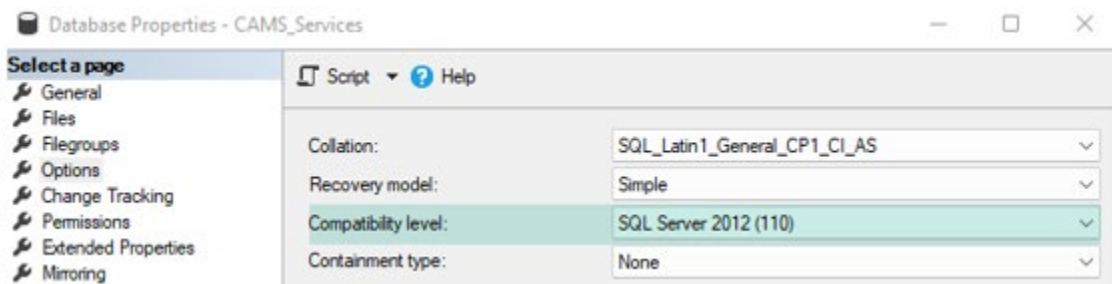 Database Properties - CAMS_Services
Select a page
General
Files
Filegroups
Options
Change Tracking
Permissions
Extended Properties
Mirroring
Script
Help
Collation: SQL_Latin1_General_CP1_CI_AS
Recovery model: Simple
Compatibility level: SQL Server 2012 (110)
Containment type: None